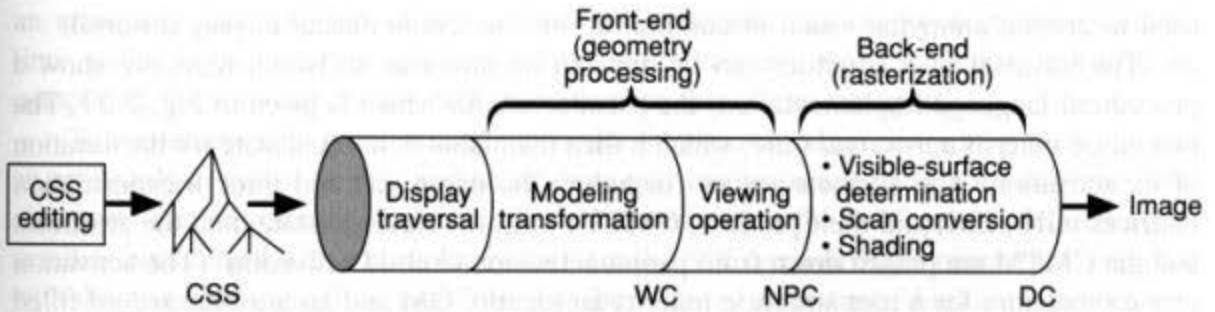 Front-end
(geometry
processing)
Back-end
(rasterization)
CSS
editing
CSS
Display
traversal
Modeling
transformation
Viewing
operation
• Visible-surface
determination
• Scan conversion
• Shading
Image
WC
NPC
DC